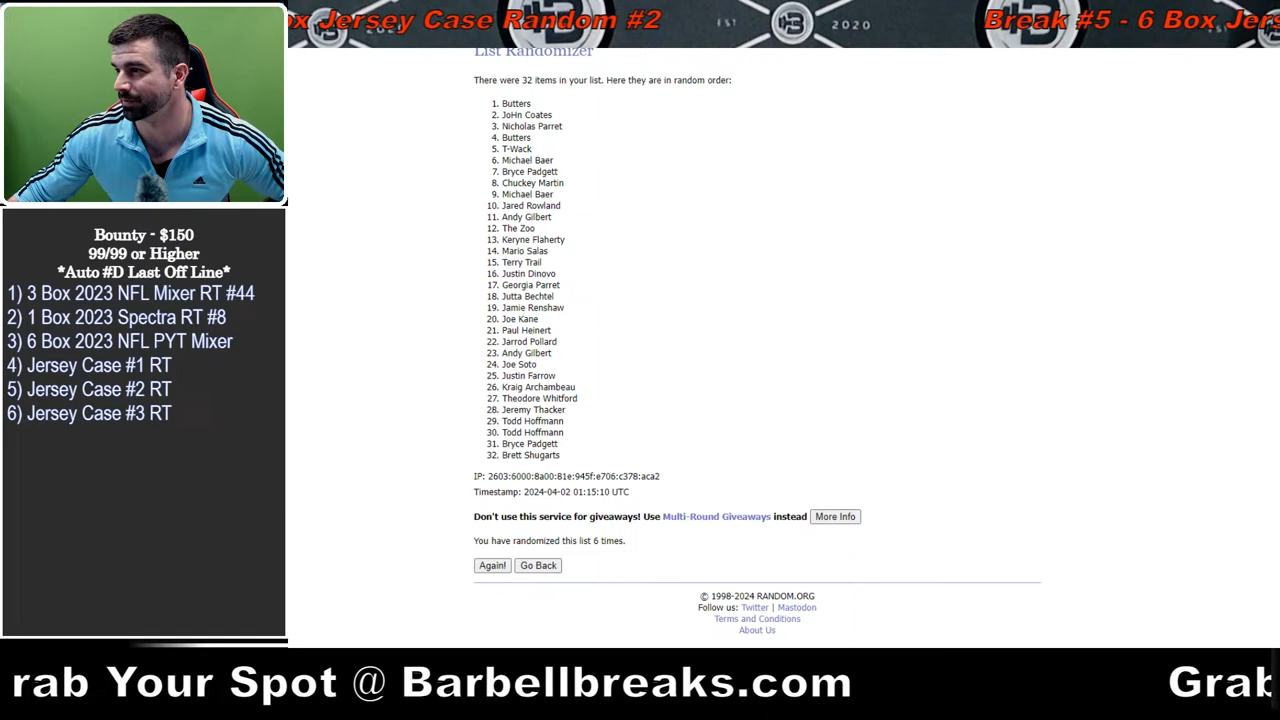 ox Jersey Case Random #2
EST
2020
EST
2020
Break #5 - 6 Box Jers
List Randomizer
There were 32 items in your list. Here they are in random order:
1. Butters
2. JoHn Coates
3. Nicholas Parret
4. Butters
5. T-Wack
6. Michael Baer
7. Bryce Padgett
8. Chuckey Martin
9. Michael Baer
10. Jared Rowland
11. Andy Gilbert
12. The Zoo
13. Keryne Flaherty
14. Mario Salas
15. Terry Trail
16. Justin Dinovo
17. Georgia Parret
18. Jutta Bechtel
19. Jamie Renshaw
20. Joe Kane
21. Paul Heinert
22. Jarrod Pollard
23. Andy Gilbert
24. Joe Soto
25. Justin Farrow
26. Kraig Archambeau
27. Theodore Whitford
28. Jeremy Thacker
29. Todd Hoffmann
30. Todd Hoffmann
31. Bryce Padgett
32. Brett Shugarts
IP: 2603:6000:8a00:81e:945f:e706:c378:aca2
Timestamp: 2024-04-02 01:15:10 UTC
Don't use this service for giveaways! Use Multi-Round Giveaways instead More Info
You have randomized this list 6 times.
Again! Go Back
© 1998-2024 RANDOM.ORG
Follow us: Twitter | Mastodon
Terms and Conditions
About Us
Bounty - $150
99/99 or Higher
*Auto #D Last Off Line*
1) 3 Box 2023 NFL Mixer RT #44
2) 1 Box 2023 Spectra RT #8
3) 6 Box 2023 NFL PYT Mixer
4) Jersey Case #1 RT
5) Jersey Case #2 RT
6) Jersey Case #3 RT
rab Your Spot @ Barbellbreaks.com
Grab